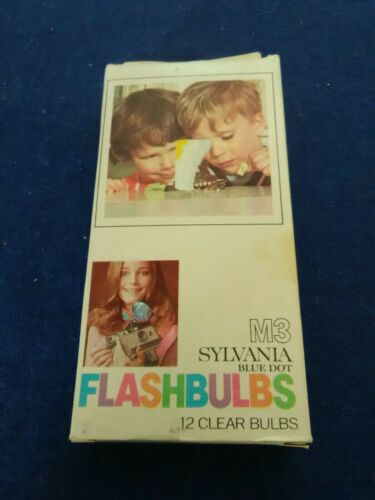 M3
SYLVANIA
BLUE DOT
FLASHBULBS
12 CLEAR BULBS